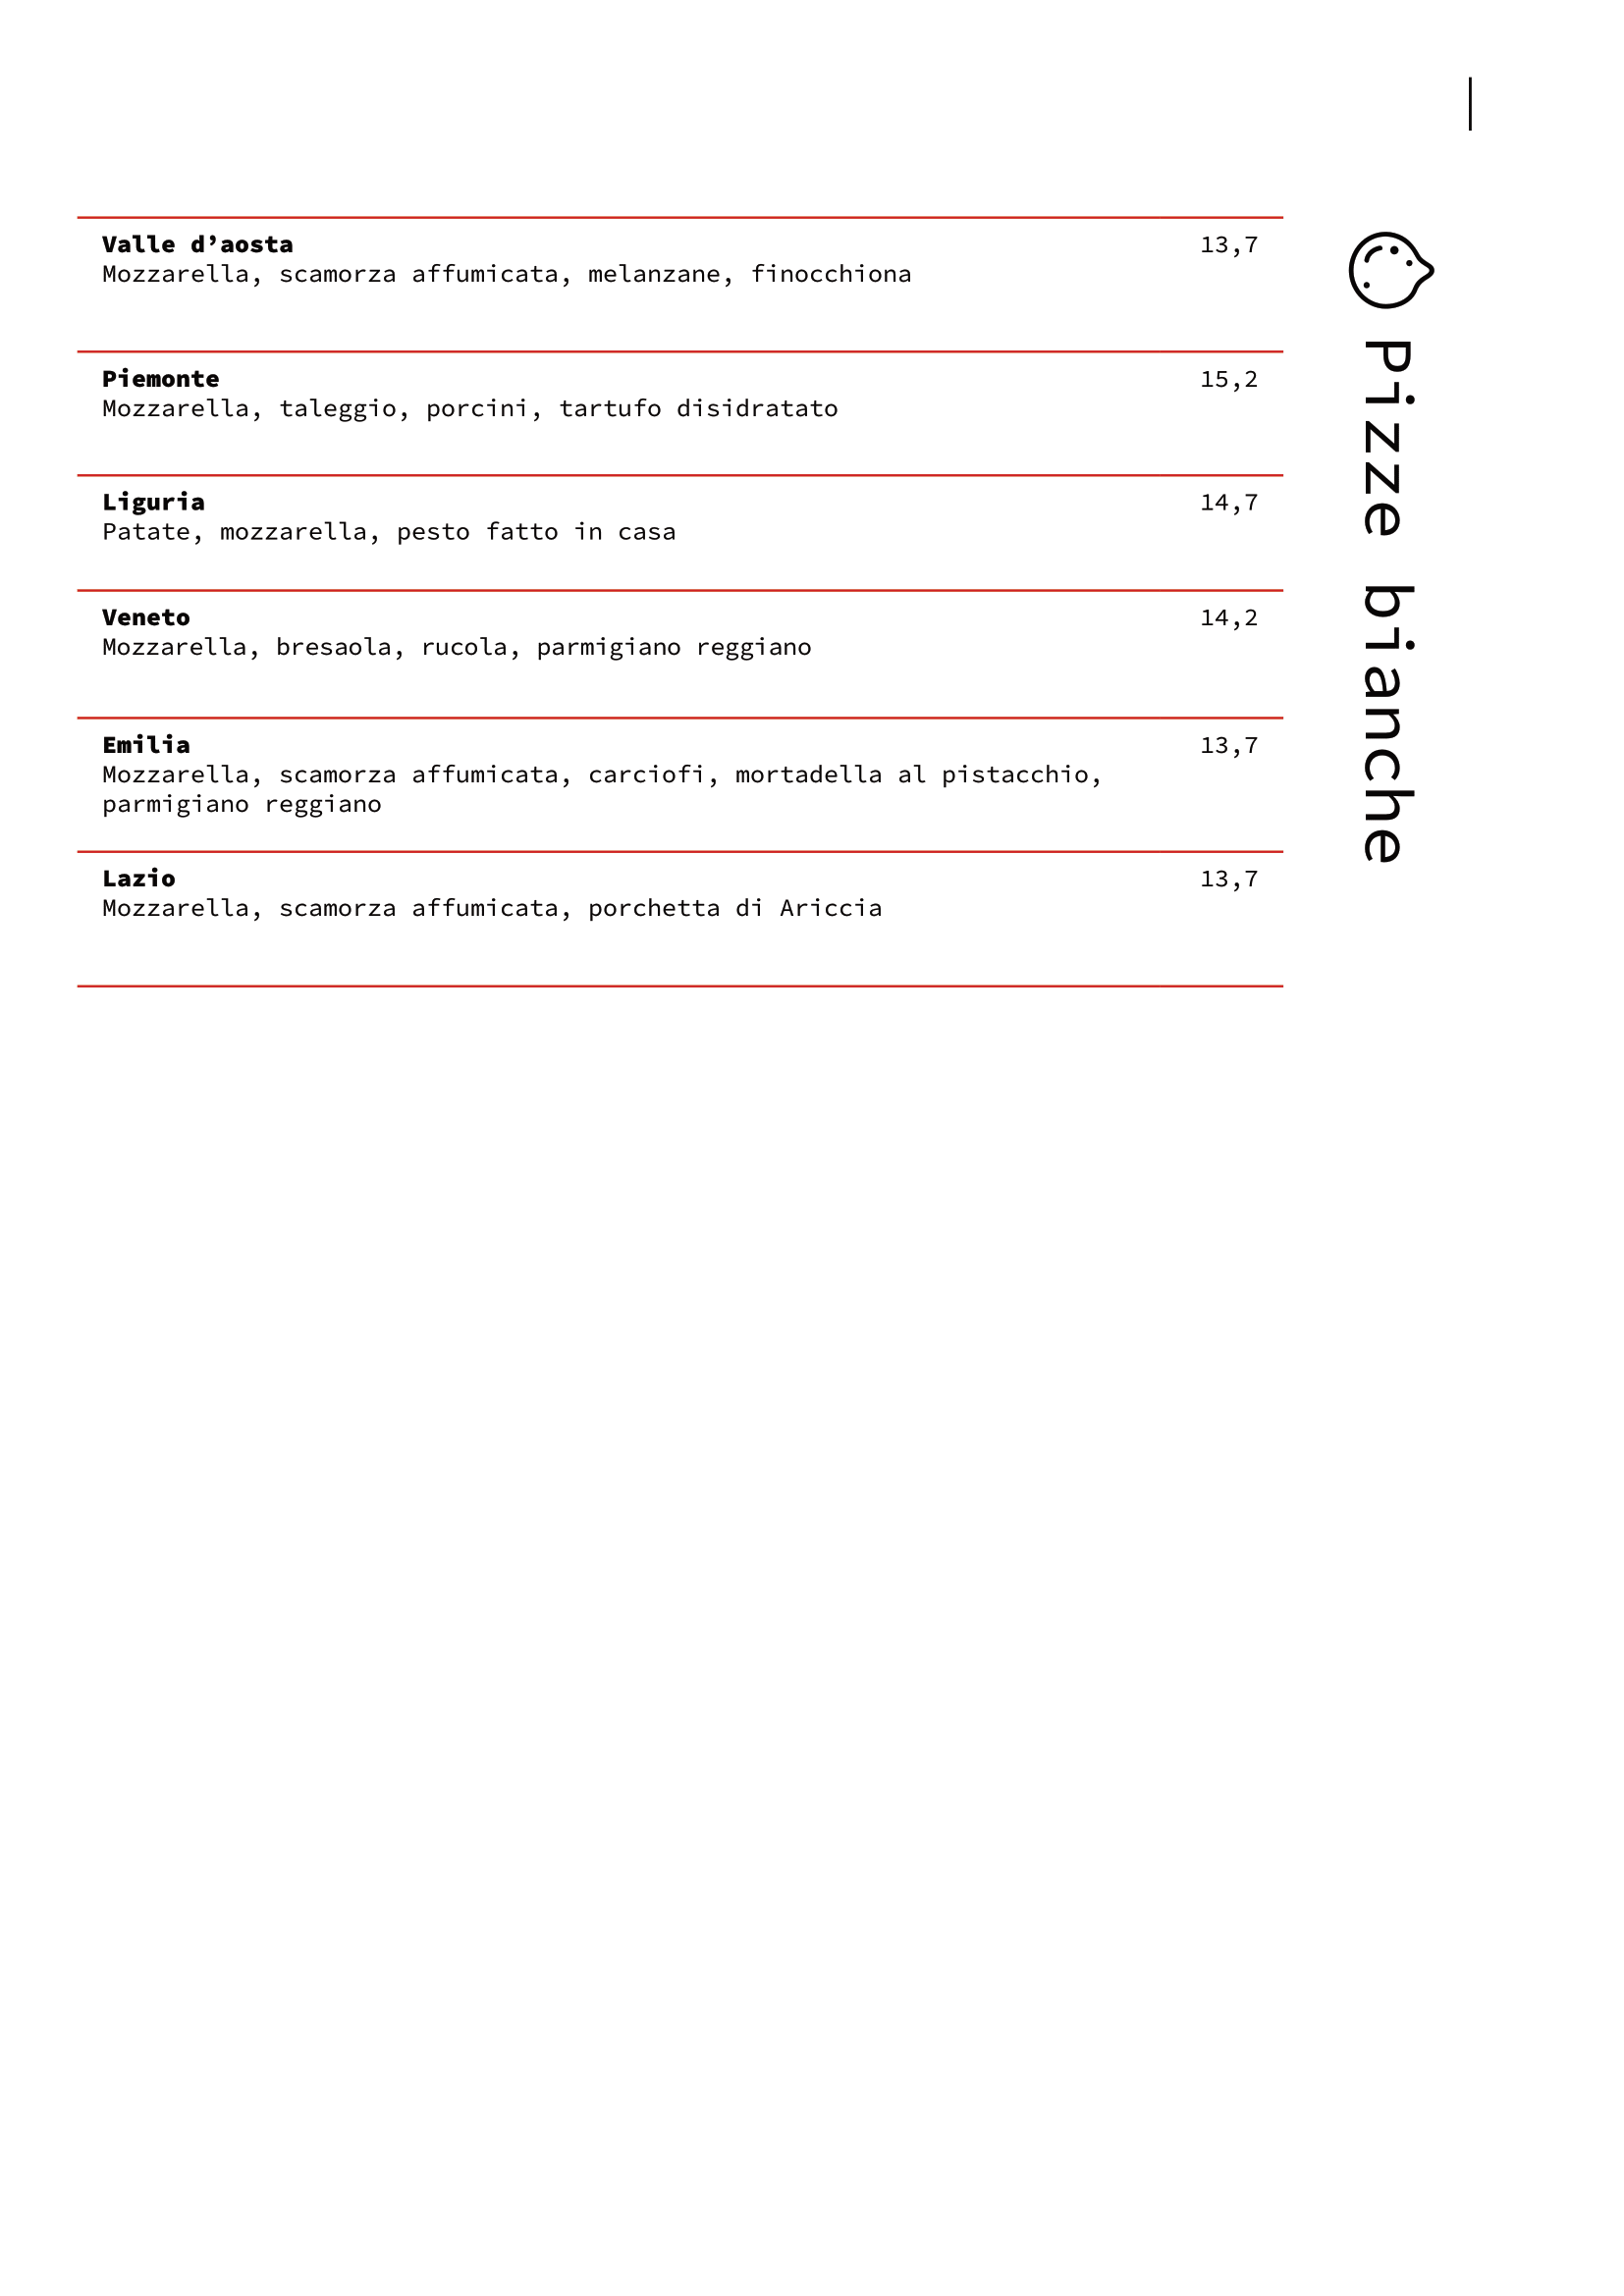 Pizze bianche
Valle d’aosta 13,7
Mozzarella, scamorza affumicata, melanzane, finocchiona
Piemonte 15,2
Mozzarella, taleggio, porcini, tartufo disidratato
Liguria 14,7
Patate, mozzarella, pesto fatto in casa
Veneto 14,2
Mozzarella, bresaola, rucola, parmigiano reggiano
Emilia 13,7
Mozzarella, scamorza affumicata, carciofi, mortadella al pistacchio,
parmigiano reggiano
Lazio 13,7
Mozzarella, scamorza affumicata, porchetta di Ariccia